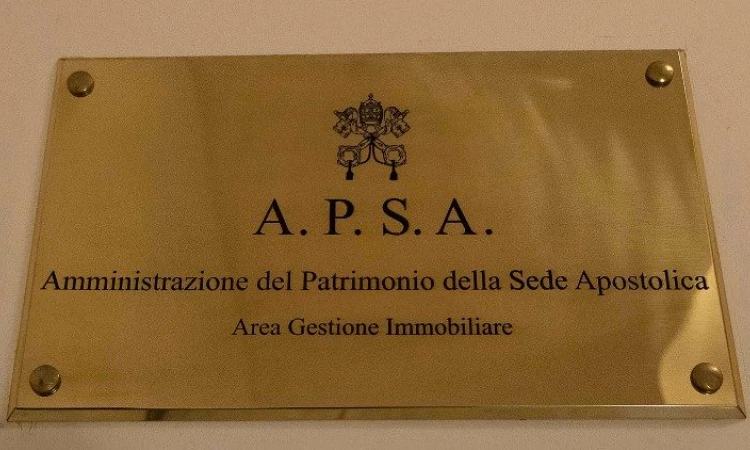 A. P. S. A.
Amministrazione del Patrimonio della Sede Apostolica
Area Gestione Immobiliare